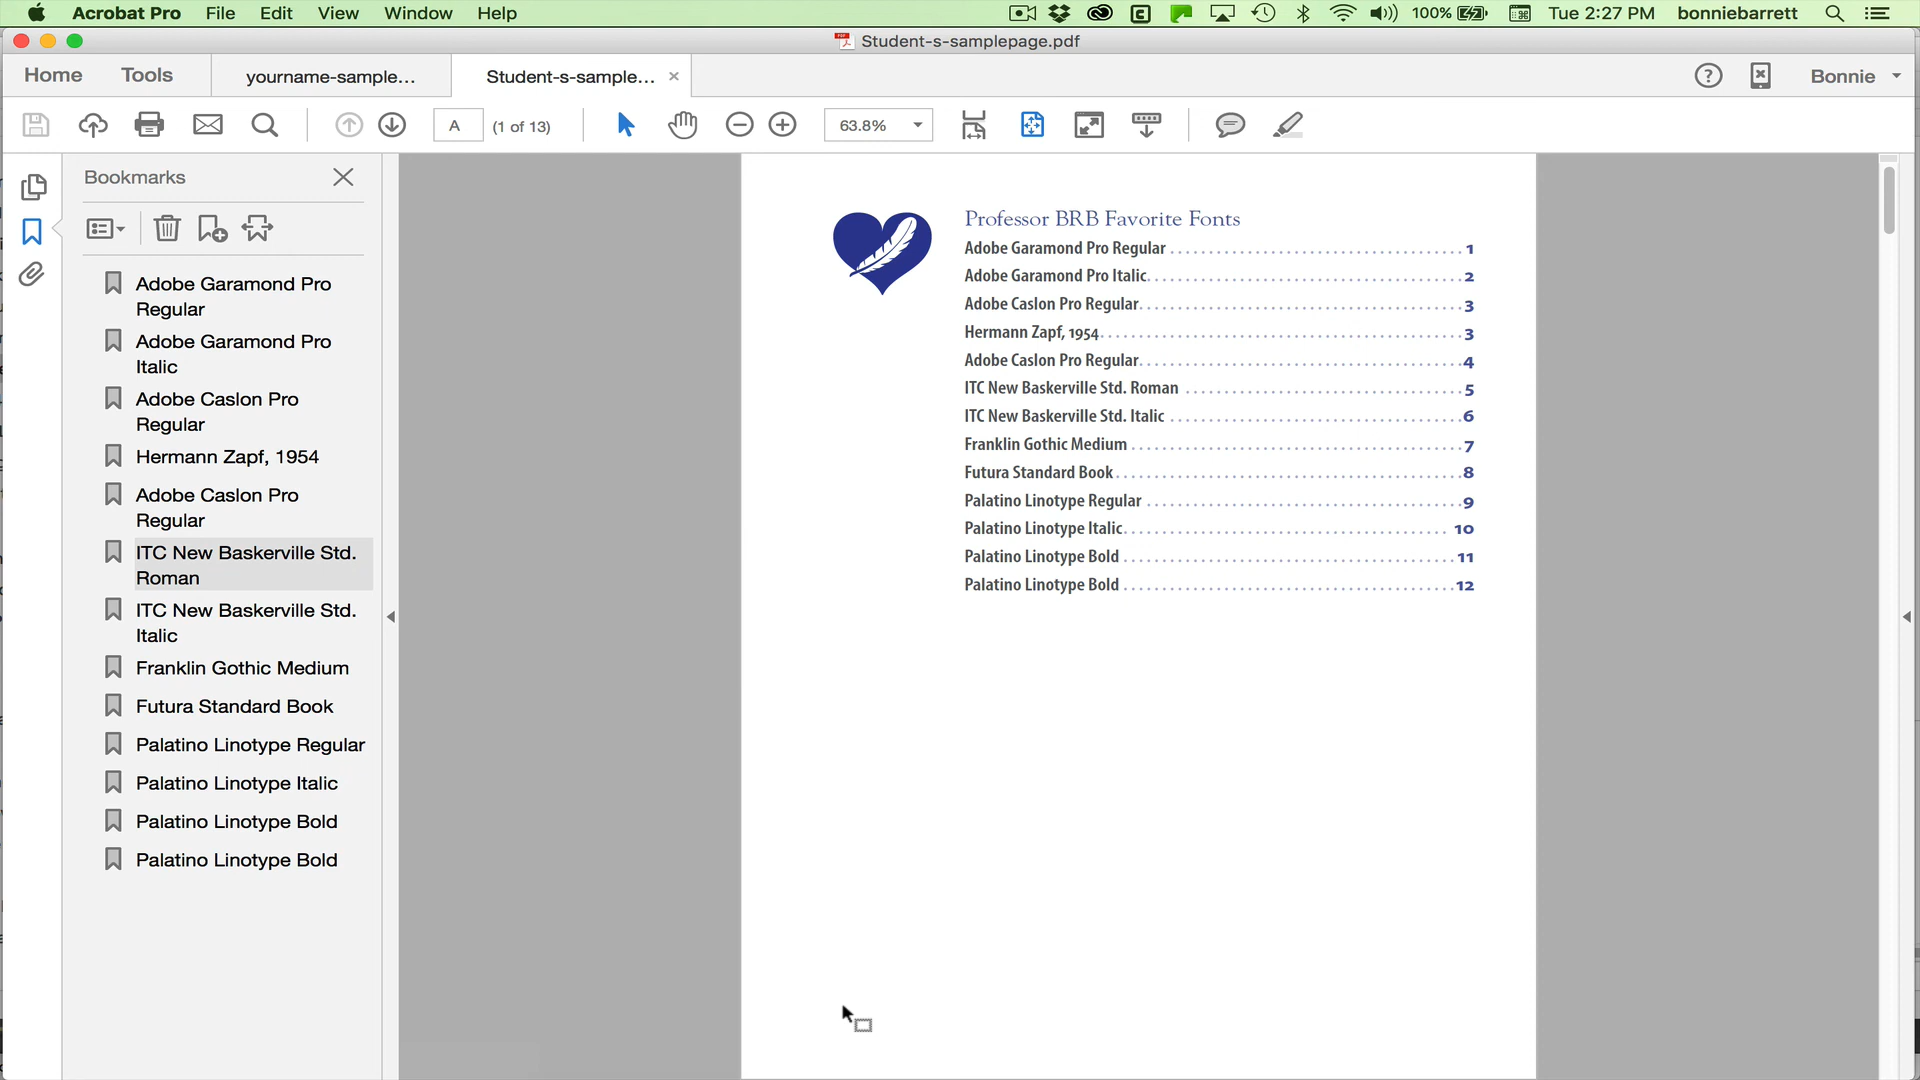 Acrobat Pro File Edit View Window Help 100% Tue 2:27 PM bonniebarrett
Student-s-samplepage.pdf
Home Tools yourname-sample... Student-s-sample... Bonnie
A (1 of 13) 63.8%
Bookmarks
Adobe Garamond Pro
Regular
Adobe Garamond Pro
Italic
Adobe Caslon Pro
Regular
Hermann Zapf, 1954
Adobe Caslon Pro
Regular
ITC New Baskerville Std.
Roman
ITC New Baskerville Std.
Italic
Franklin Gothic Medium
Futura Standard Book
Palatino Linotype Regular
Palatino Linotype Italic
Palatino Linotype Bold
Palatino Linotype Bold
Professor BRB Favorite Fonts
Adobe Garamond Pro Regular 1
Adobe Garamond Pro Italic 2
Adobe Caslon Pro Regular 3
Hermann Zapf, 1954 3
Adobe Caslon Pro Regular 4
ITC New Baskerville Std. Roman 5
ITC New Baskerville Std. Italic 6
Franklin Gothic Medium 7
Futura Standard Book 8
Palatino Linotype Regular 9
Palatino Linotype Italic 10
Palatino Linotype Bold 11
Palatino Linotype Bold 12